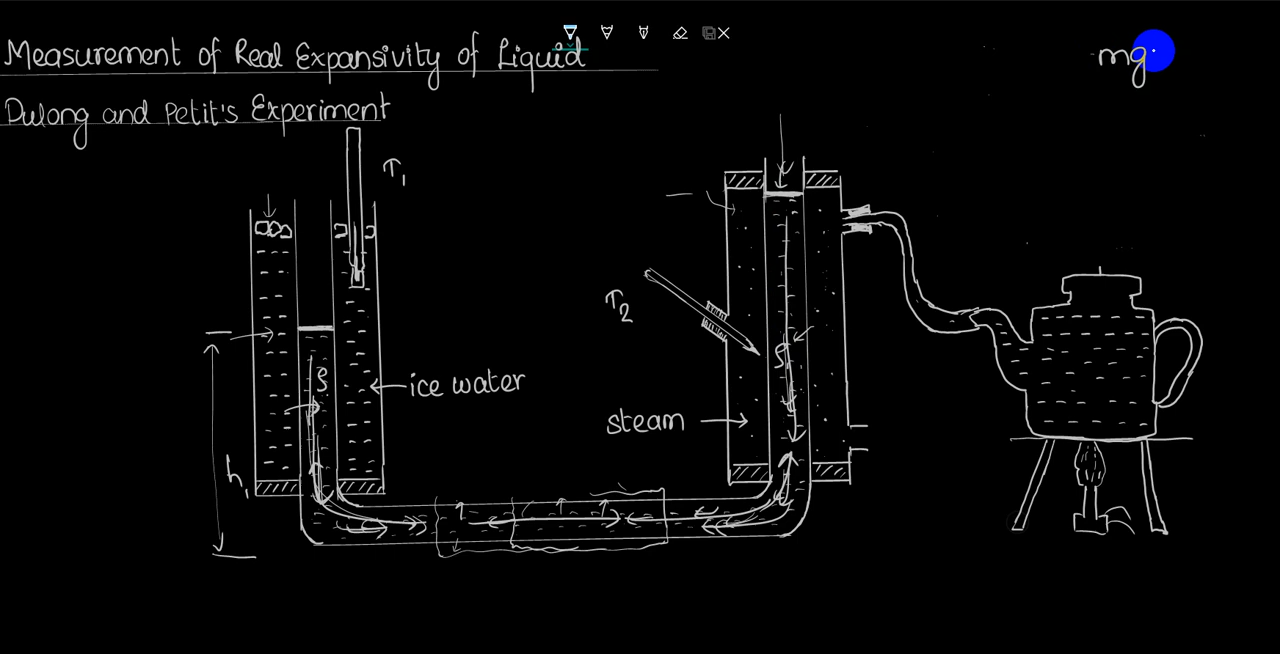 Measurement of Real Expansivity of Liquid
mg
Dulong and Petit's Experiment
T₁
T₂
ρ
ρ
ice water
steam
h₁